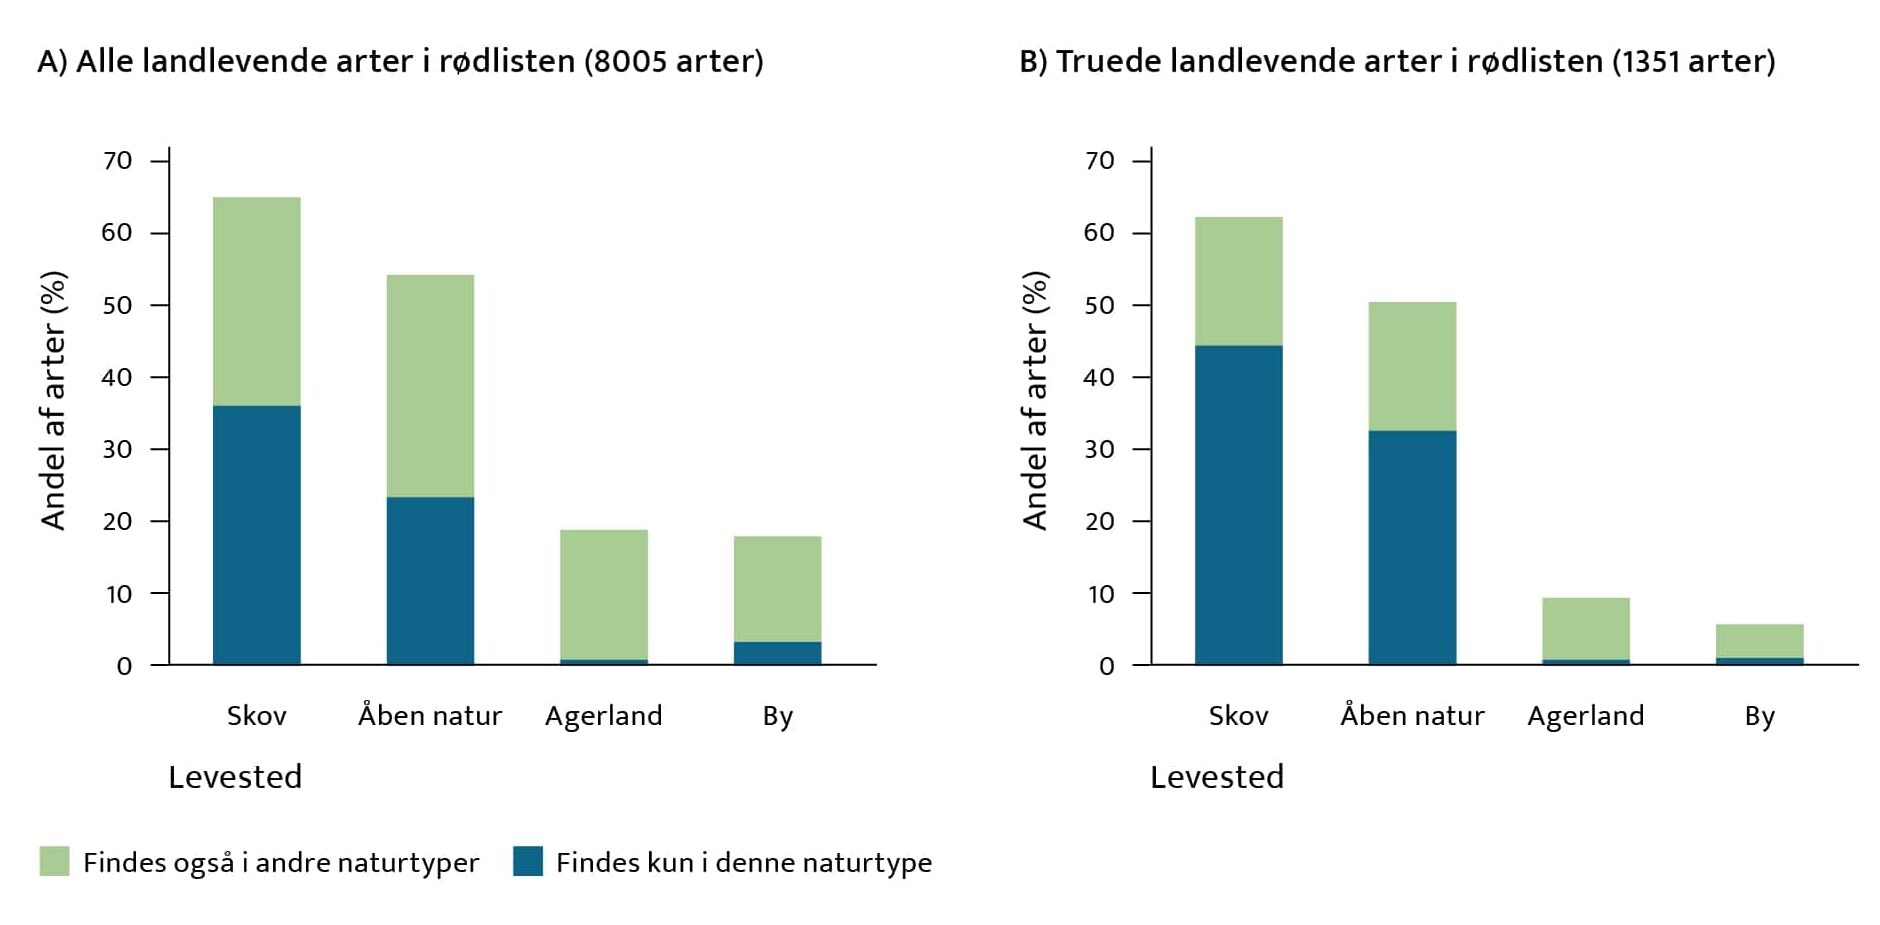 A) Alle landlevende arter i rødlisten (8005 arter)
Andel af arter (%)
70
60
50
40
30
20
10
0
Skov Åben natur Agerland By
Levested
B) Truede landlevende arter i rødlisten (1351 arter)
Andel af arter (%)
70
60
50
40
30
20
10
0
Skov Åben natur Agerland By
Levested
Findes også i andre naturtyper Findes kun i denne naturtype